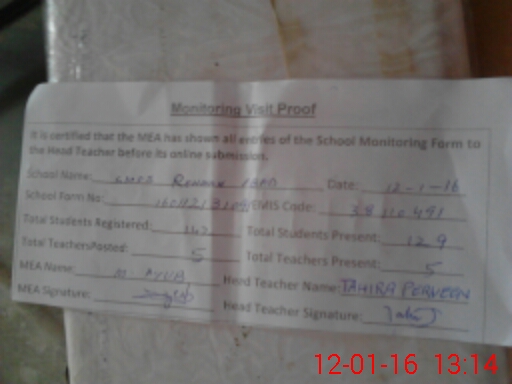 Monitoring Visit Proof
It is certified that the MEA has shown all entries of the School Monitoring Form to
the Head Teacher before its online submission.
School Name: Date: 12-1-16
School Form No: EMIS Code: 38110491
Total Students Registered: Total Students Present: 129
Total TeachersPosted: 5 Total Teachers Present: 5
MEA Name: M. AYUB Head Teacher Name: TAHIRA PERVEEN
MEA Signature: Head Teacher Signature:
12-01-16 13:14